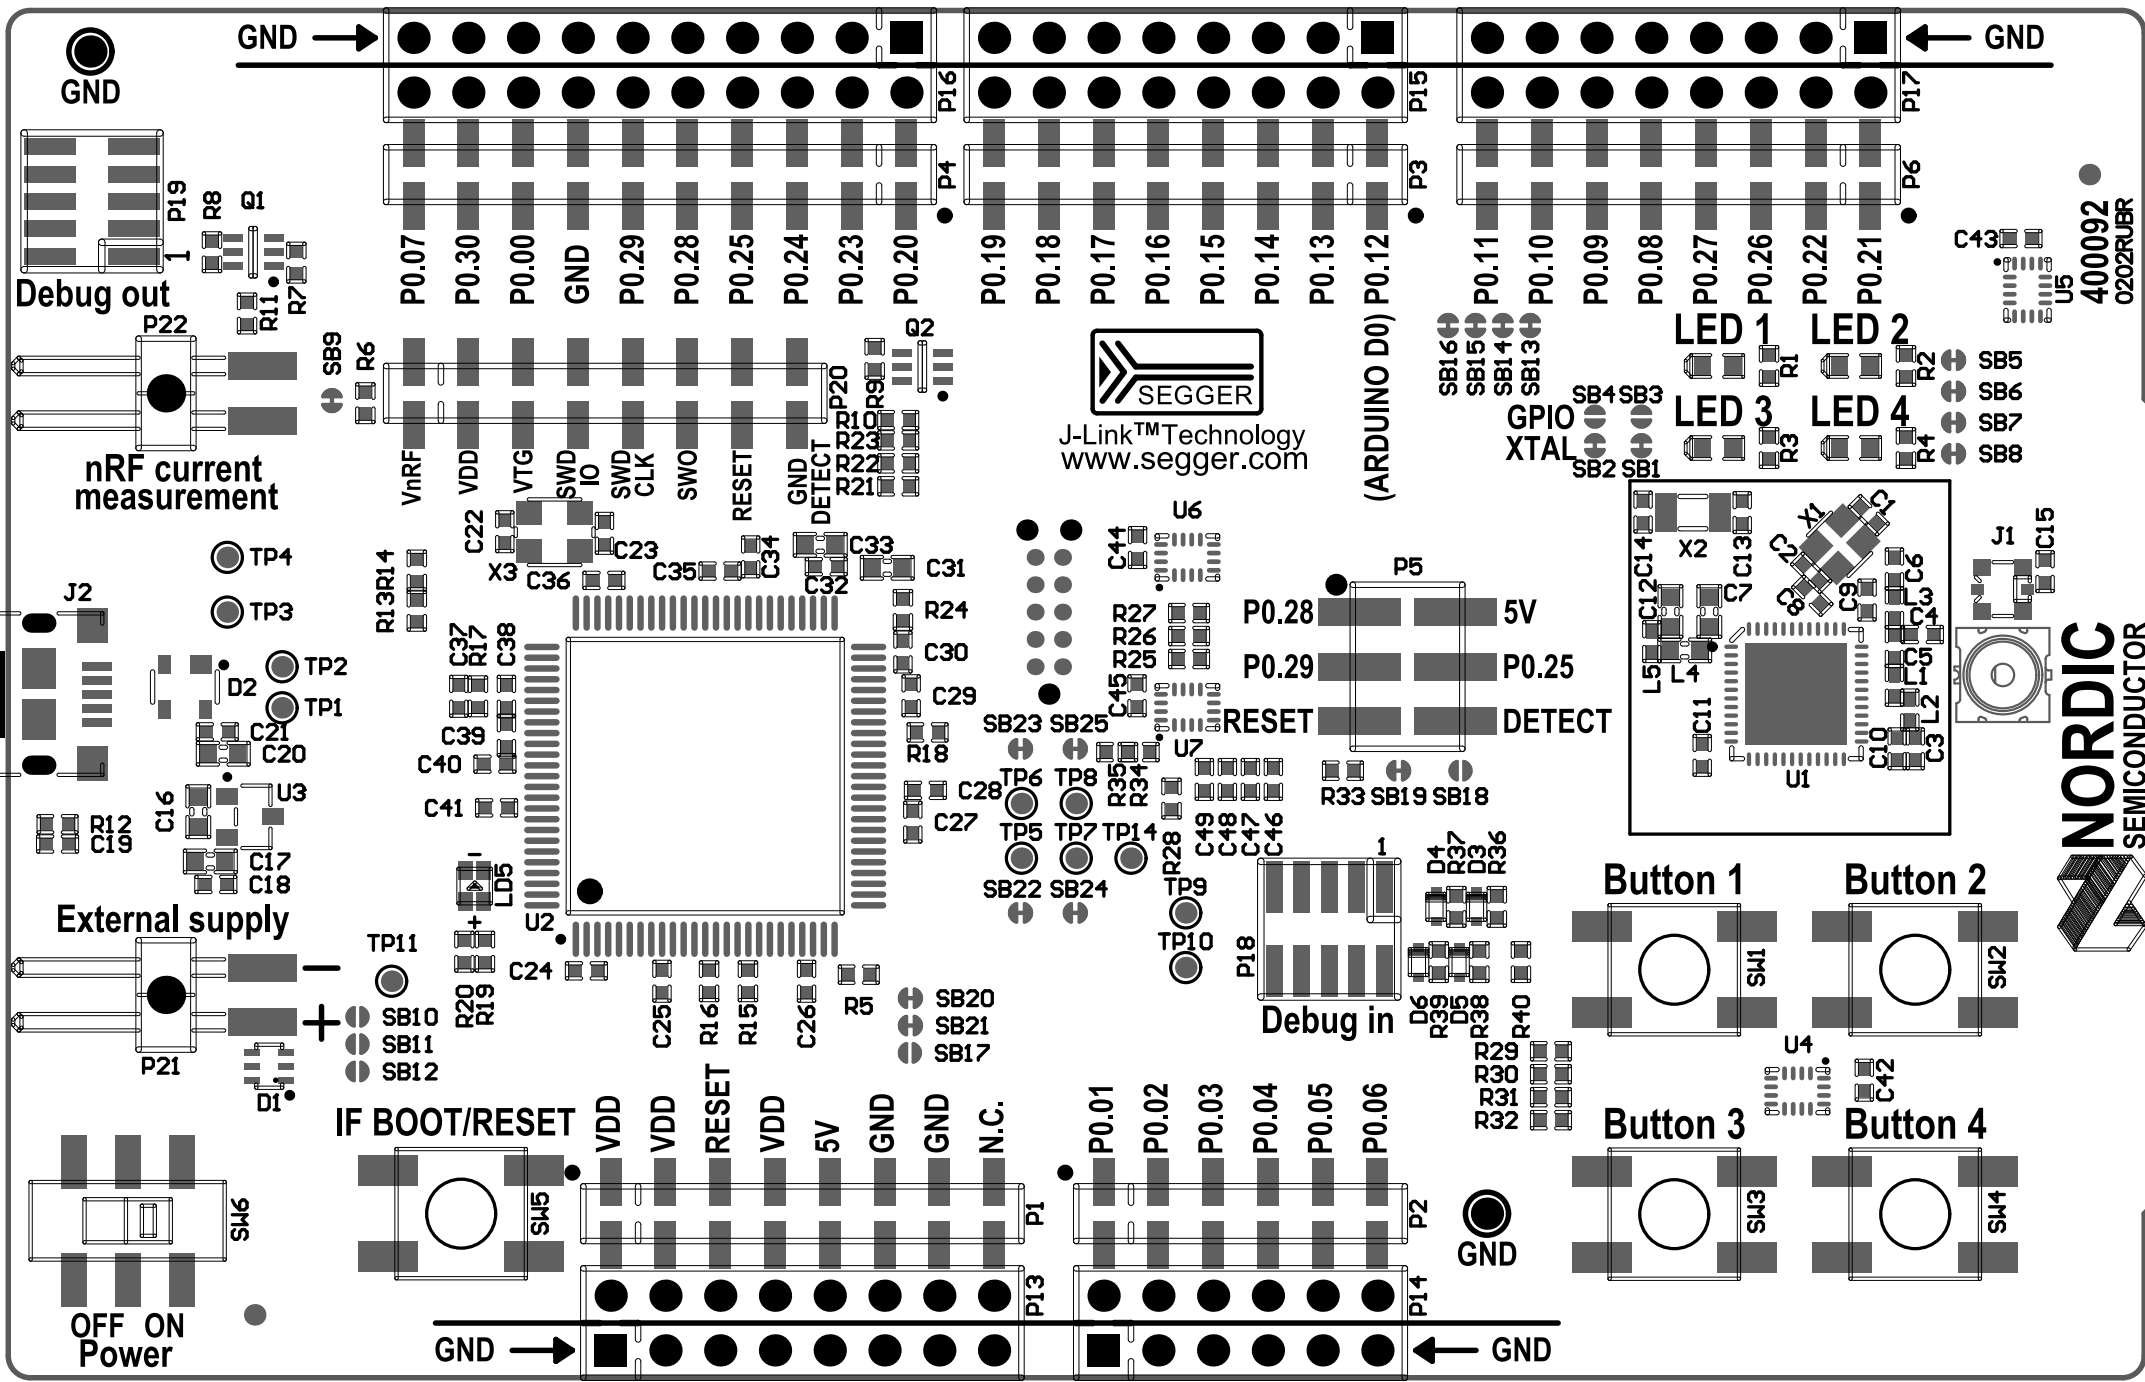 GND
GND
P16
P15
P17
GND
P19
1
Debug out
R8
Q1
R11
R7
P4
P3
P6
P0.07
P0.30
P0.00
GND
P0.29
P0.28
P0.25
P0.24
P0.23
P0.20
P0.19
P0.18
P0.17
P0.16
P0.15
P0.14
P0.13
P0.12
(ARDUINO D0)
P0.11
P0.10
P0.09
P0.08
P0.27
P0.26
P0.22
P0.21
C43
U5
400092
0202RUBR
P22
SB9
R6
nRF current
measurement
P20
Q2
R9
R10
R23
R22
R21
VnRF
VDD
VTG
SWD
IO
SWD
CLK
SWO
RESET
GND
DETECT
SEGGER
J-Link™Technology
www.segger.com
SB16
SB15
SB14
SB13
LED 1
LED 2
R1
R2
SB5
SB6
SB7
SB8
SB4
SB3
GPIO
XTAL
SB2
SB1
LED 3
LED 4
R3
R4
TP4
TP3
TP2
TP1
J2
D2
C21
C20
U3
C16
R12
C19
C17
C18
R14
R13
C22
X3
C23
C36
C35
C34
C33
C32
C31
R24
C30
C29
R18
C28
C27
C37
R17
C38
C39
C40
C41
-
LD5
+
U2
U6
C44
R27
R26
R25
C45
U7
SB23
SB25
TP6
TP8
TP5
TP7
TP14
SB22
SB24
R35
R34
R28
C49
C48
C47
C46
TP9
TP10
P5
P0.28
5V
P0.29
P0.25
RESET
DETECT
R33
SB19
SB18
C14
X2
C13
X1
C1
C2
C8
C12
C7
C9
C6
L3
C4
C5
L1
L2
L5
L4
C11
C10
C3
U1
J1
C15
NORDIC
SEMICONDUCTOR
External supply
P21
-
+
D1
TP11
SB10
SB11
SB12
R20
R19
C24
C25
R16
R15
C26
R5
SB20
SB21
SB17
1
P18
Debug in
D4
R37
D3
R36
D6
R39
D5
R38
R40
Button 1
Button 2
SW1
SW2
R29
R30
R31
R32
U4
C42
Button 3
Button 4
SW3
SW4
IF BOOT/RESET
SW5
SW6
OFF ON
Power
VDD
VDD
RESET
VDD
5V
GND
GND
N.C.
P1
P0.01
P0.02
P0.03
P0.04
P0.05
P0.06
P2
GND
P13
P14
GND
GND